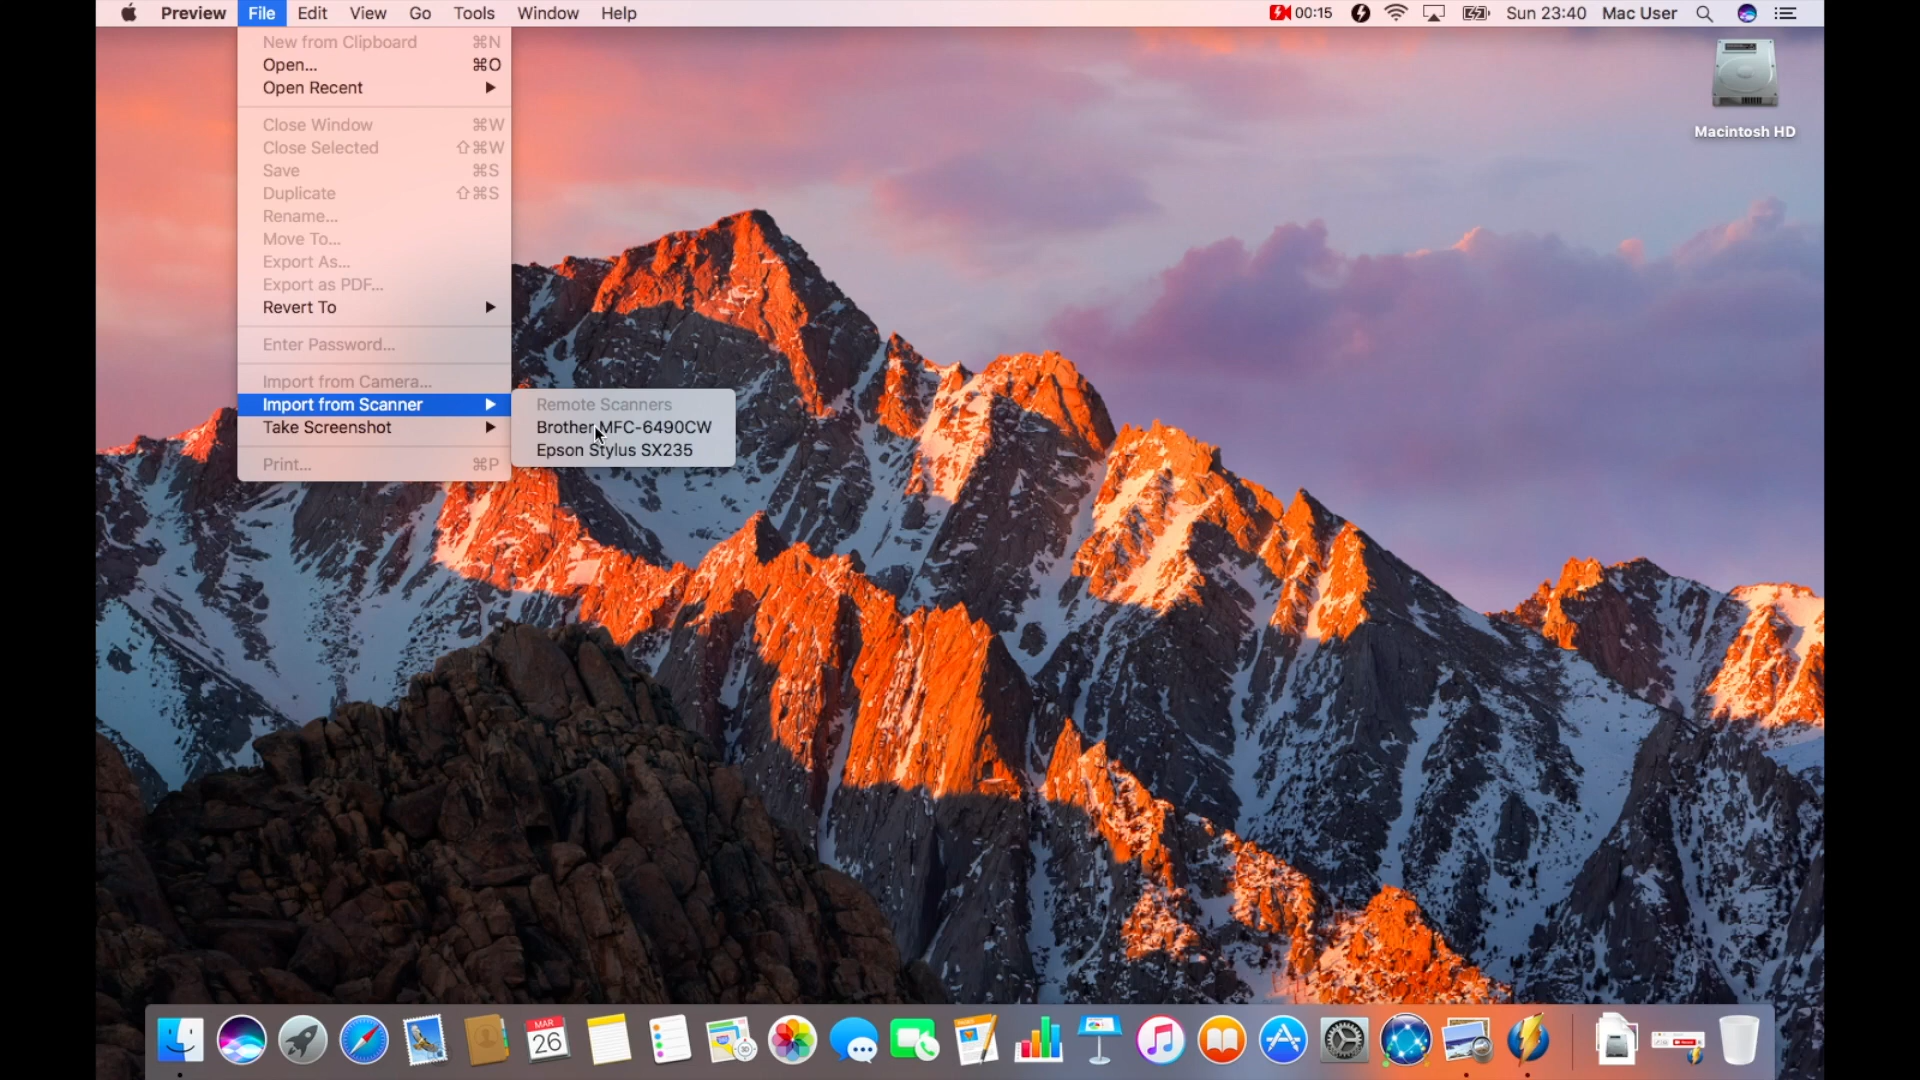 Preview File Edit View Go Tools Window Help 00:15 Sun 23:40 Mac User
New from Clipboard ⌘N
Open... ⌘O
Open Recent
Close Window ⌘W
Close Selected ⇧⌘W
Save ⌘S
Duplicate ⇧⌘S
Rename...
Move To...
Export As...
Export as PDF...
Revert To
Enter Password...
Import from Camera...
Import from Scanner
Take Screenshot
Print... ⌘P
Remote Scanners
Brother MFC-6490CW
Epson Stylus SX235
Macintosh HD
MAR
26